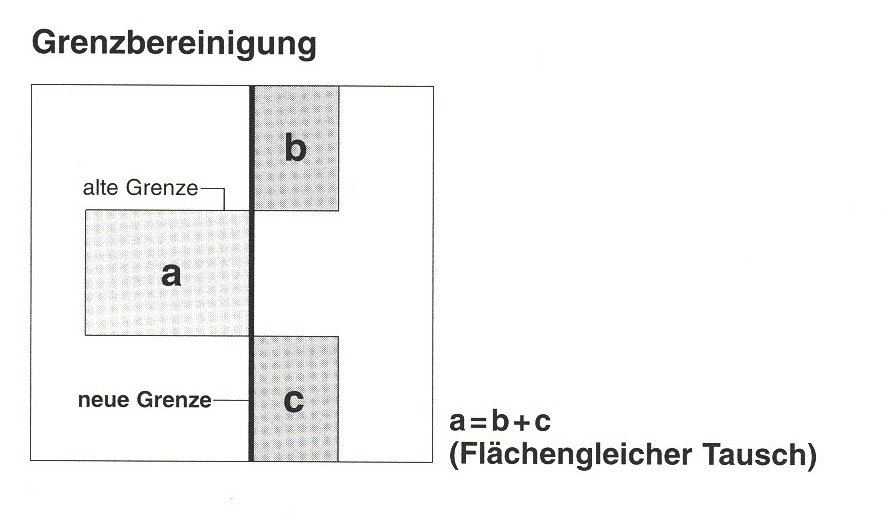 Grenzbereinigung
b
alte Grenze
a
neue Grenze
c
a=b+c
(Flächengleicher Tausch)